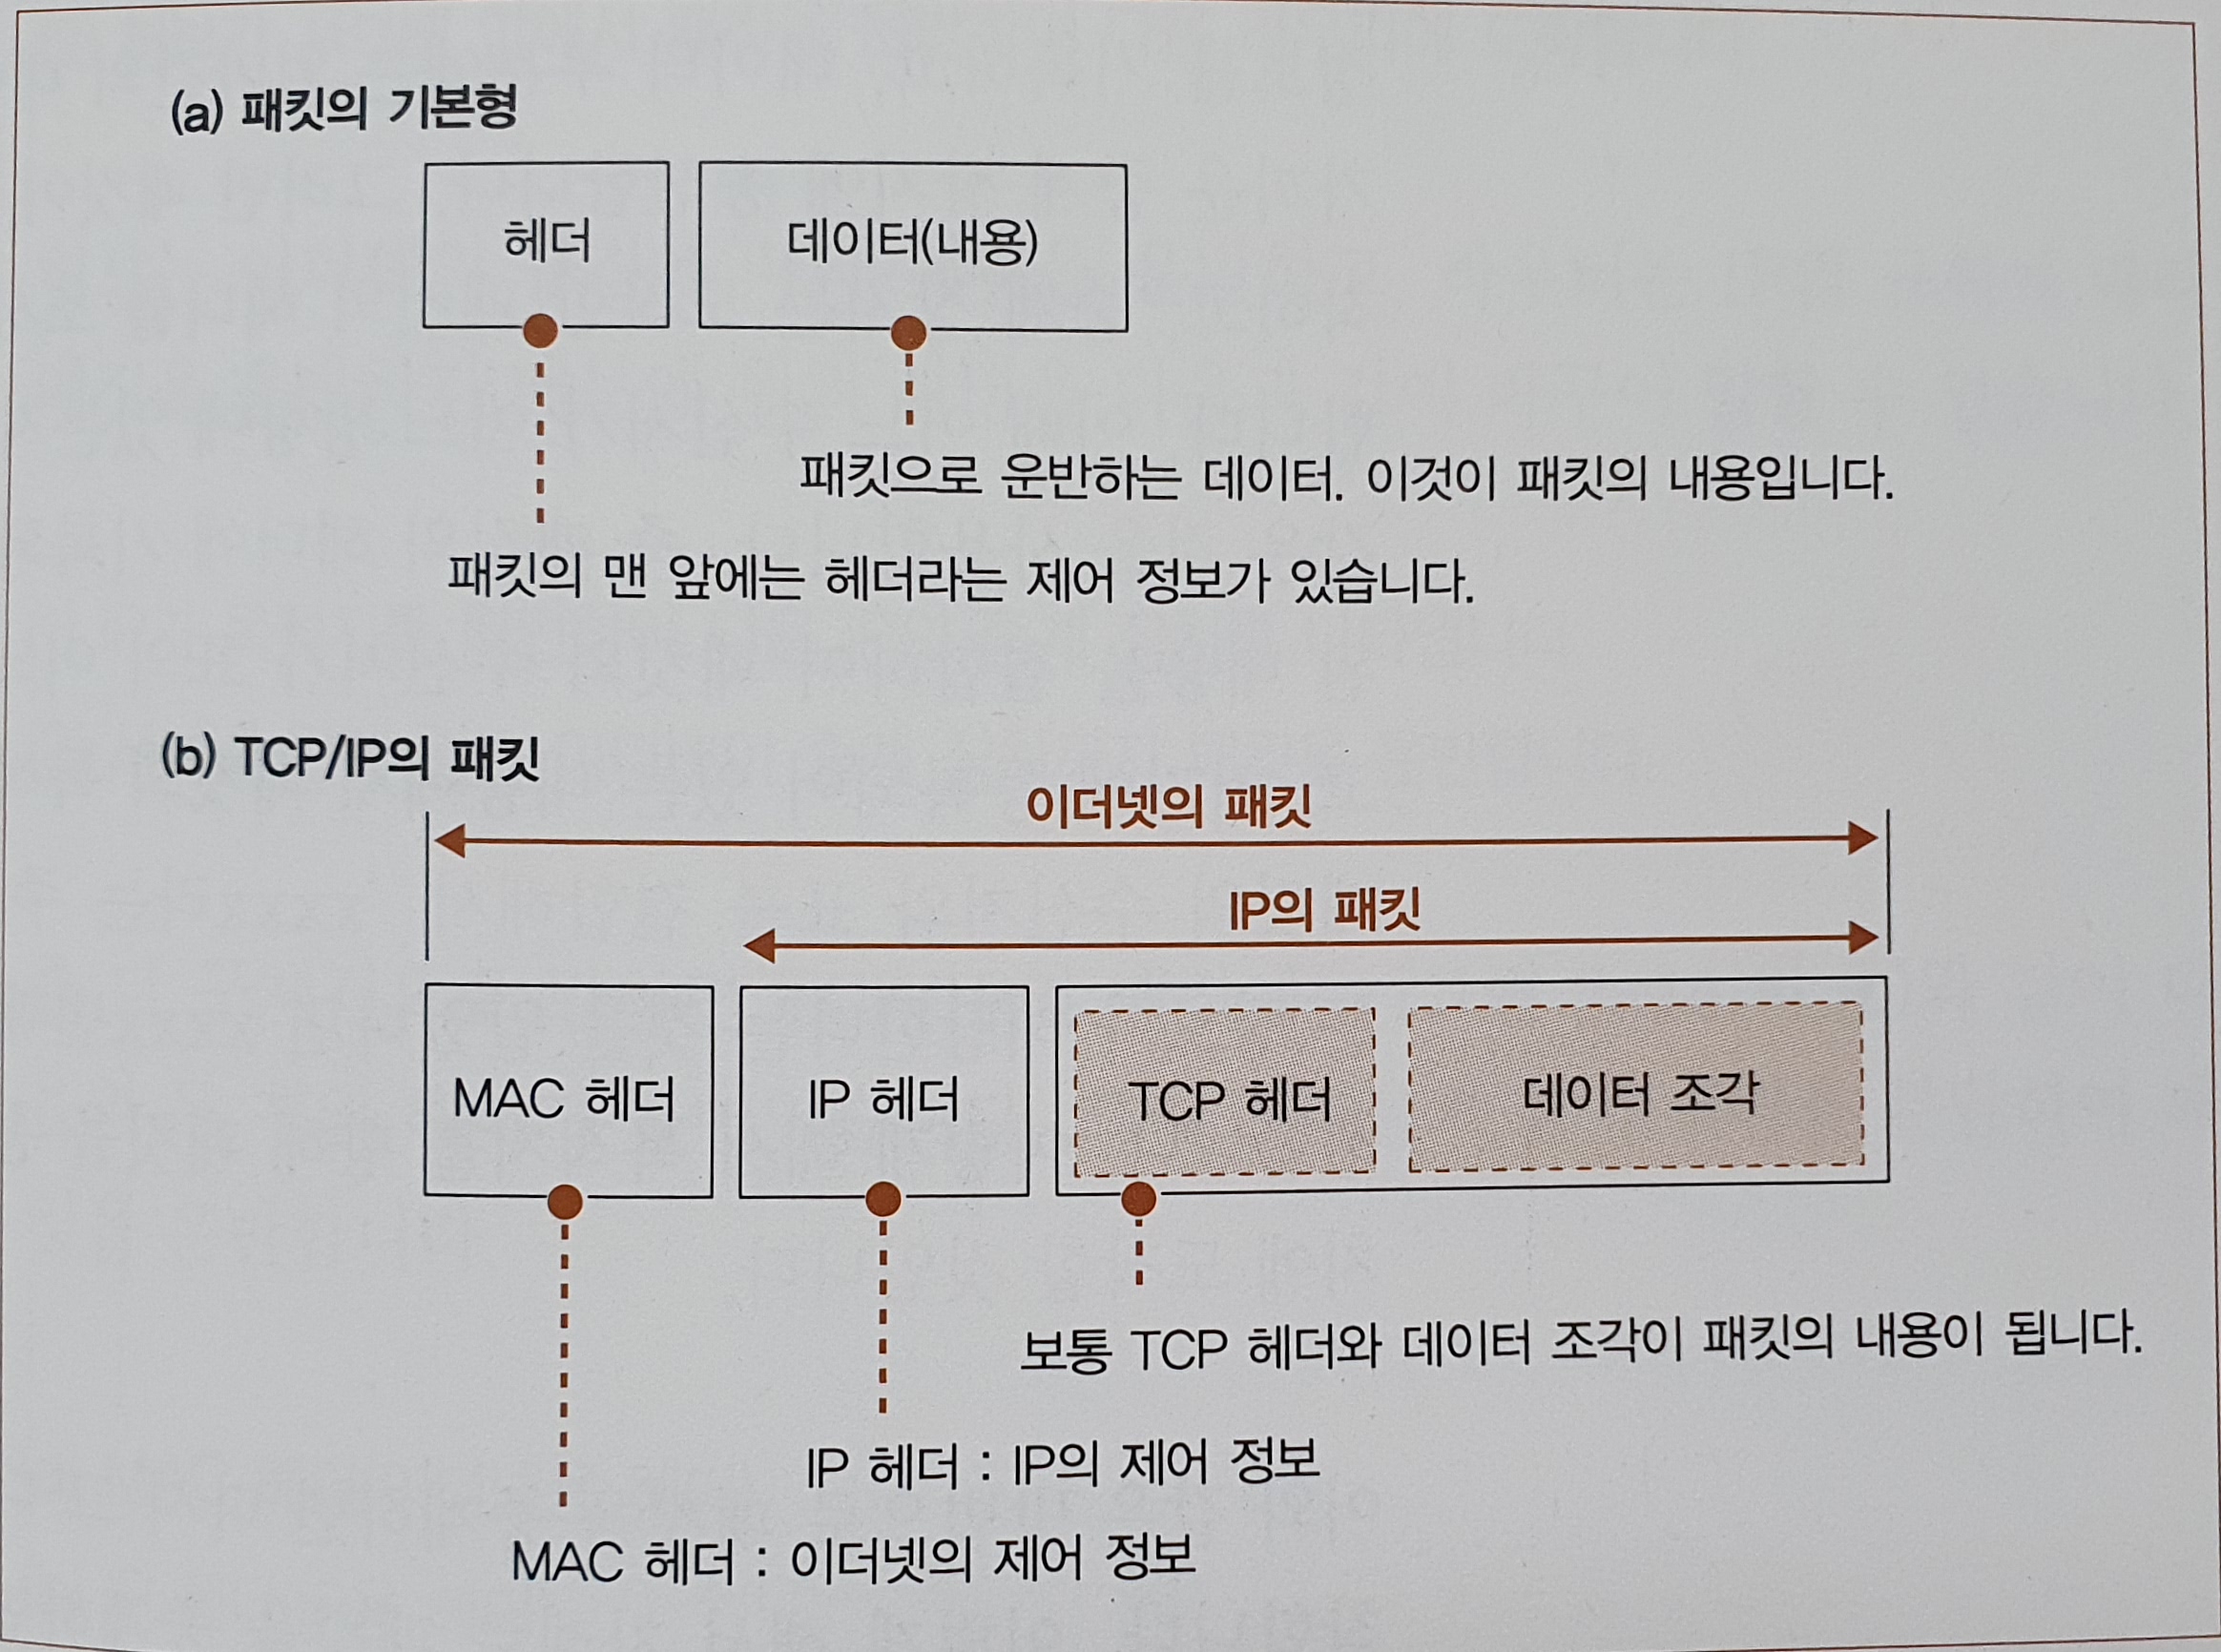 (a) 패킷의 기본형
헤더
데이터(내용)
패킷으로 운반하는 데이터. 이것이 패킷의 내용입니다.
패킷의 맨 앞에는 헤더라는 제어 정보가 있습니다.
(b) TCP/IP의 패킷
이더넷의 패킷
IP의 패킷
MAC 헤더
IP 헤더
TCP 헤더
데이터 조각
보통 TCP 헤더와 데이터 조각이 패킷의 내용이 됩니다.
IP 헤더 : IP의 제어 정보
MAC 헤더 : 이더넷의 제어 정보